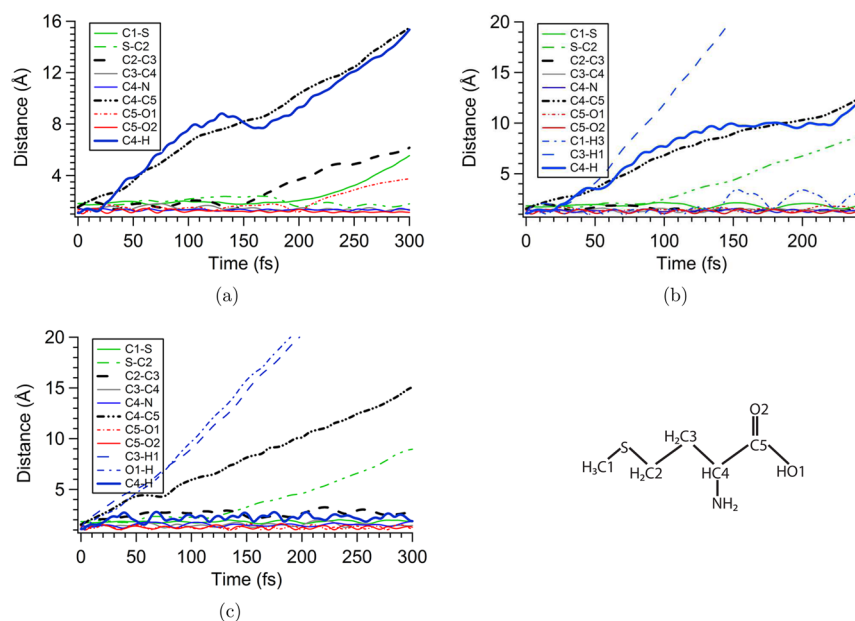 16
12
8
4
Distance (Å)
C1-S
S-C2
C2-C3
C3-C4
C4-N
C4-C5
C5-O1
C5-O2
C4-H
0
50
100
150
200
250
300
Time (fs)
(a)
20
15
10
5
Distance (Å)
C1-S
S-C2
C2-C3
C3-C4
C4-N
C4-C5
C5-O1
C5-O2
C1-H3
C3-H1
C4-H
0
50
100
150
200
Time (fs)
(b)
20
15
10
5
Distance (Å)
C1-S
S-C2
C2-C3
C3-C4
C4-N
C4-C5
C5-O1
C5-O2
C3-H1
O1-H
C4-H
0
50
100
150
200
250
300
Time (fs)
(c)
O2
H₂C3
S
C5
H₃C1
H₂C2
HC4
HO1
NH₂